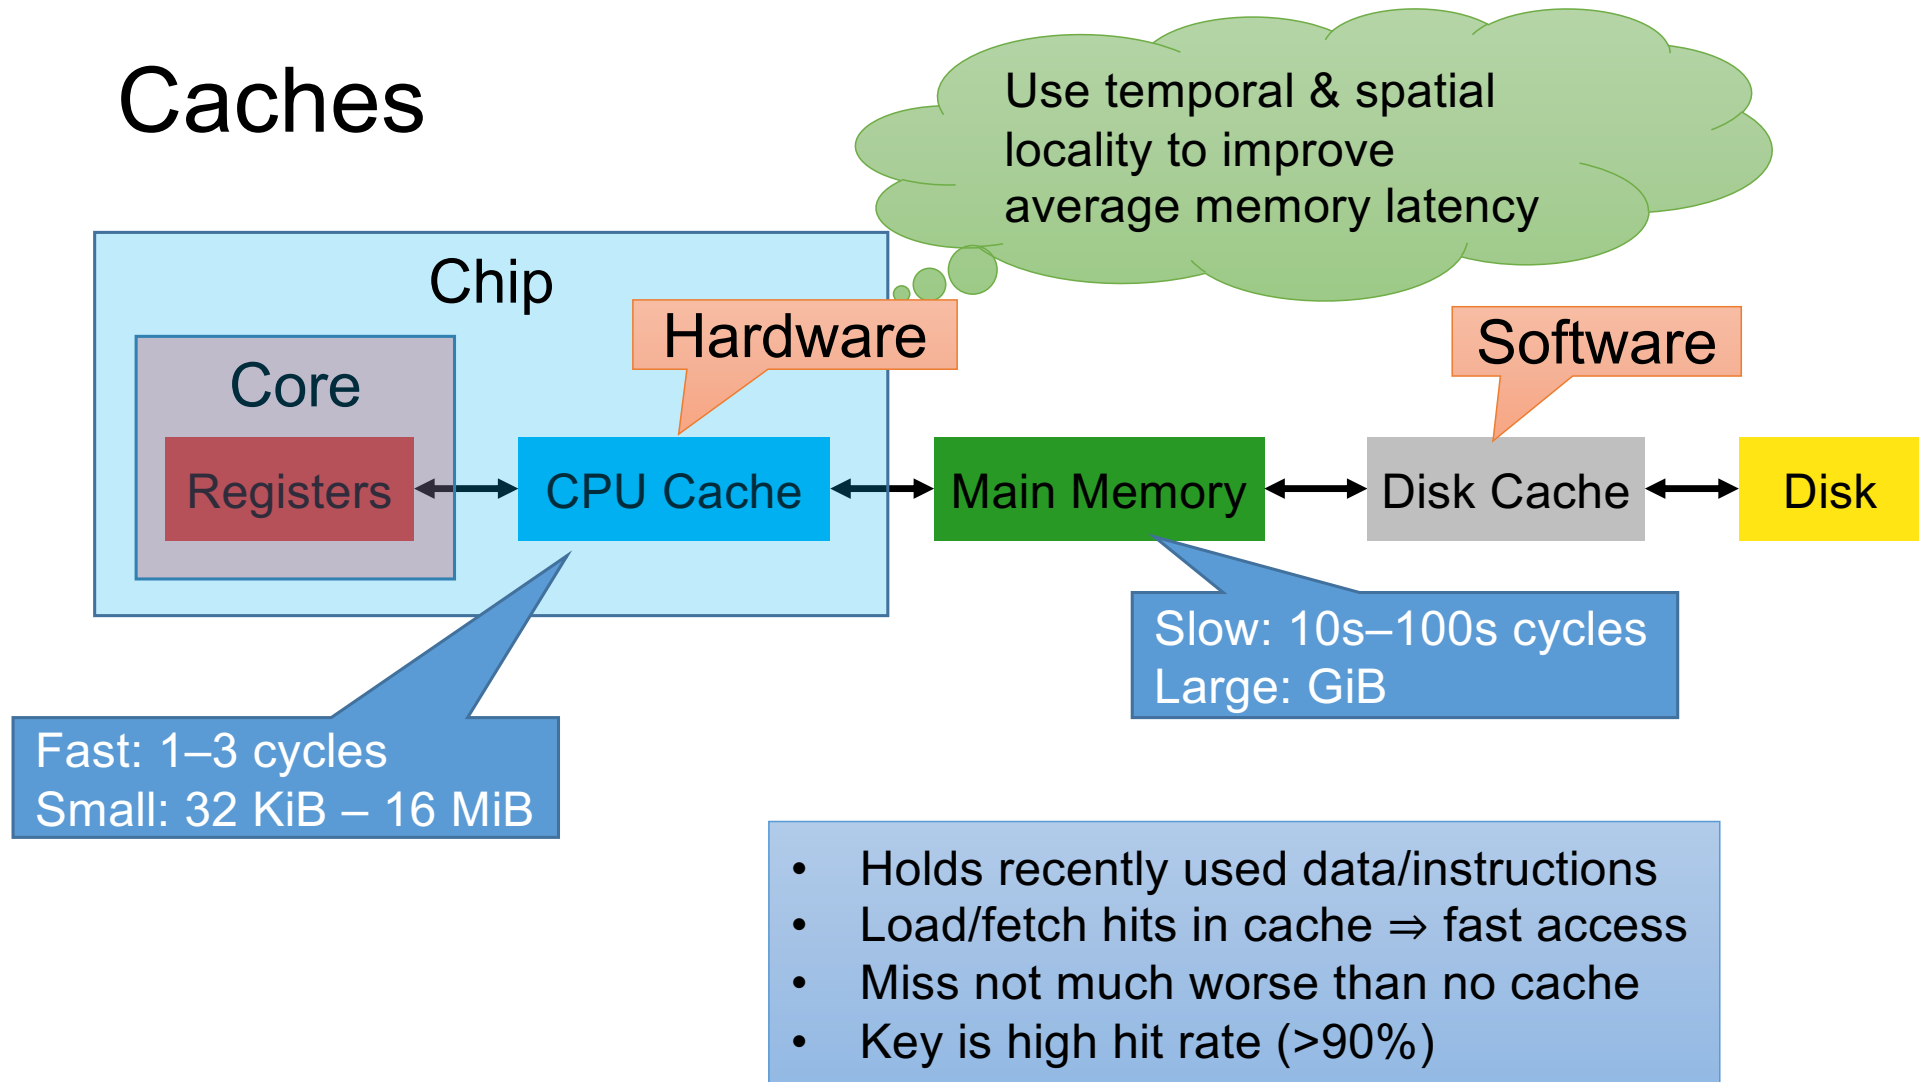 Caches
Use temporal & spatial
locality to improve
average memory latency
Chip
Hardware
Software
Core
Registers
CPU Cache
Main Memory
Disk Cache
Disk
Slow: 10s–100s cycles
Large: GiB
Fast: 1–3 cycles
Small: 32 KiB – 16 MiB
• Holds recently used data/instructions
• Load/fetch hits in cache ⇒ fast access
• Miss not much worse than no cache
• Key is high hit rate (>90%)